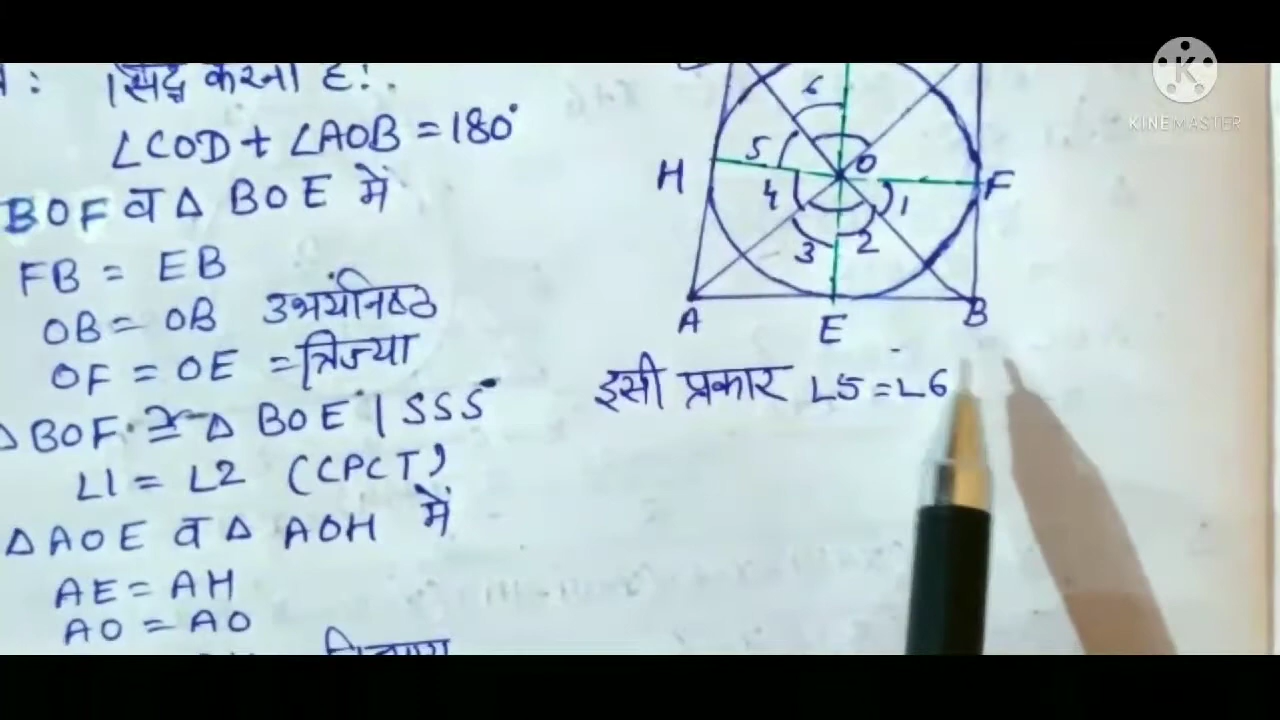 : सिद्ध करना है:.
∠COD + ∠AOB = 180°
BOF व △ BOE में
FB = EB
OB = OB उभयनिष्ठ
OF = OE = त्रिज्या
△ BOF ≅ △ BOE | SSS
∠1 = ∠2 (CPCT)
△ AOE व △ AOH में
AE = AH
AO = AO
6
5
O
H
4
F
1
3
2
A
E
B
इसी प्रकार ∠5 = ∠6
K
KINEMASTER